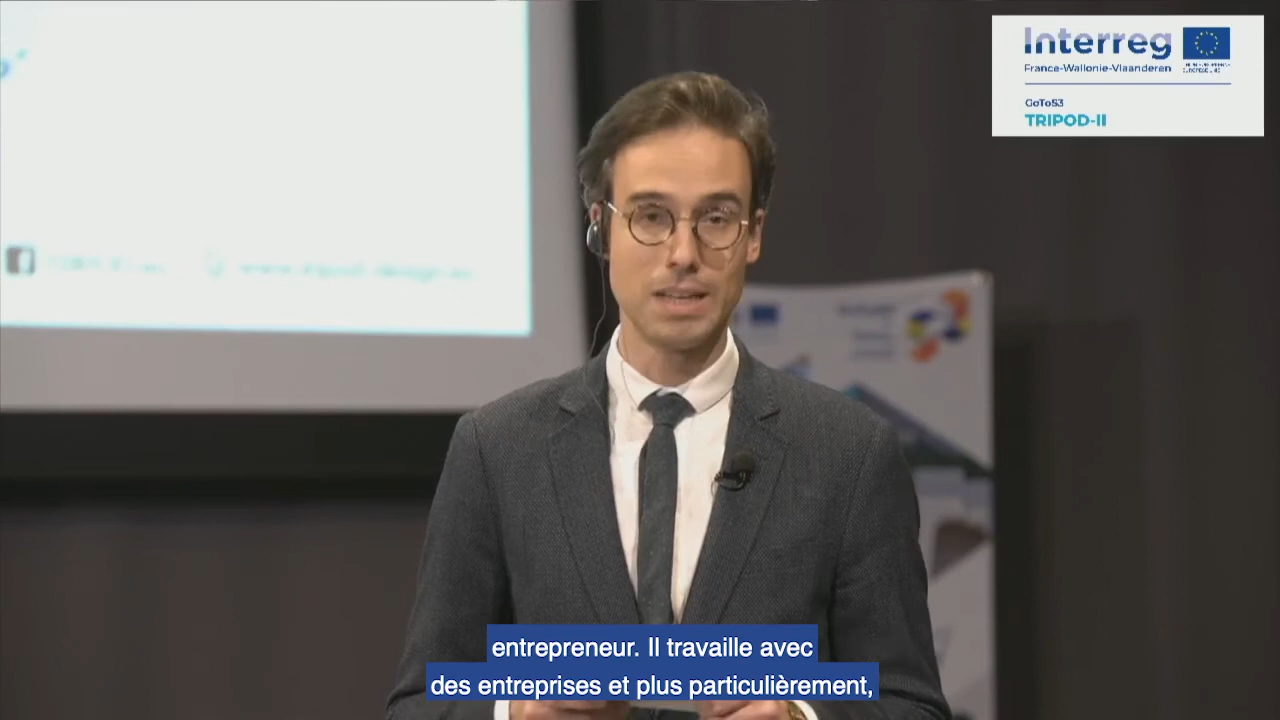 Interreg
France-Wallonie-Vlaanderen
GoToS3
TRIPOD-II
entrepreneur. Il travaille avec
des entreprises et plus particulièrement,